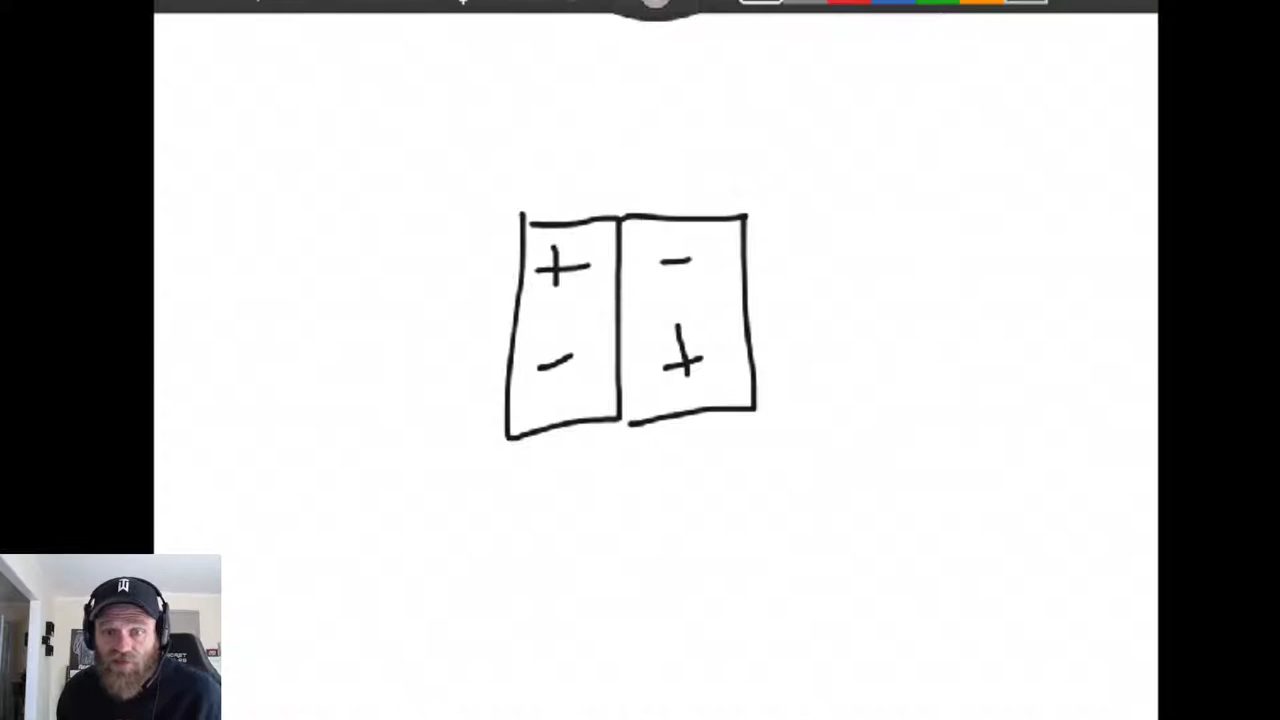 + -
- +